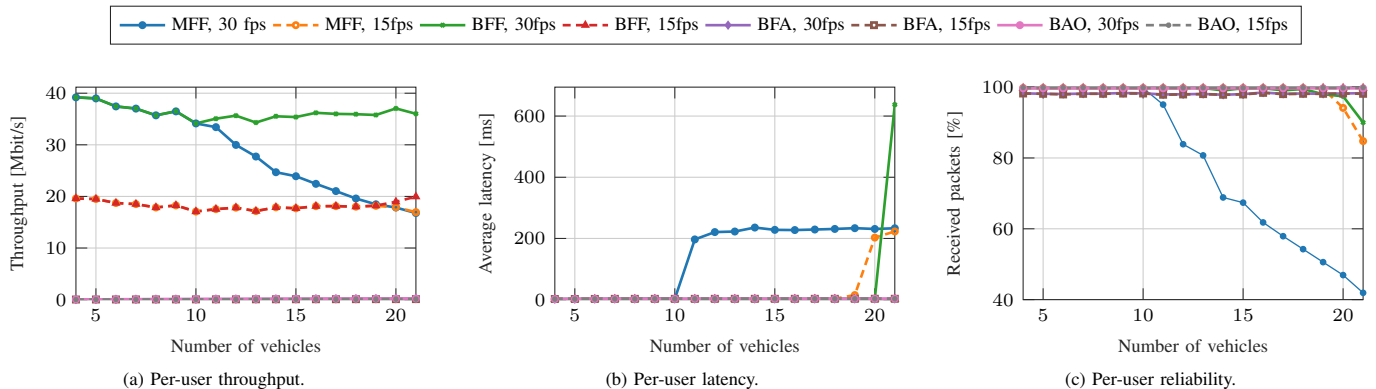 MFF, 30 fps MFF, 15fps BFF, 30fps BFF, 15fps BFA, 30fps BFA, 15fps BAO, 30fps BAO, 15fps
Throughput [Mbit/s]
40
30
20
10
0
5 10 15 20
Number of vehicles
(a) Per-user throughput.
Average latency [ms]
600
400
200
0
5 10 15 20
Number of vehicles
(b) Per-user latency.
Received packets [%]
100
80
60
40
5 10 15 20
Number of vehicles
(c) Per-user reliability.